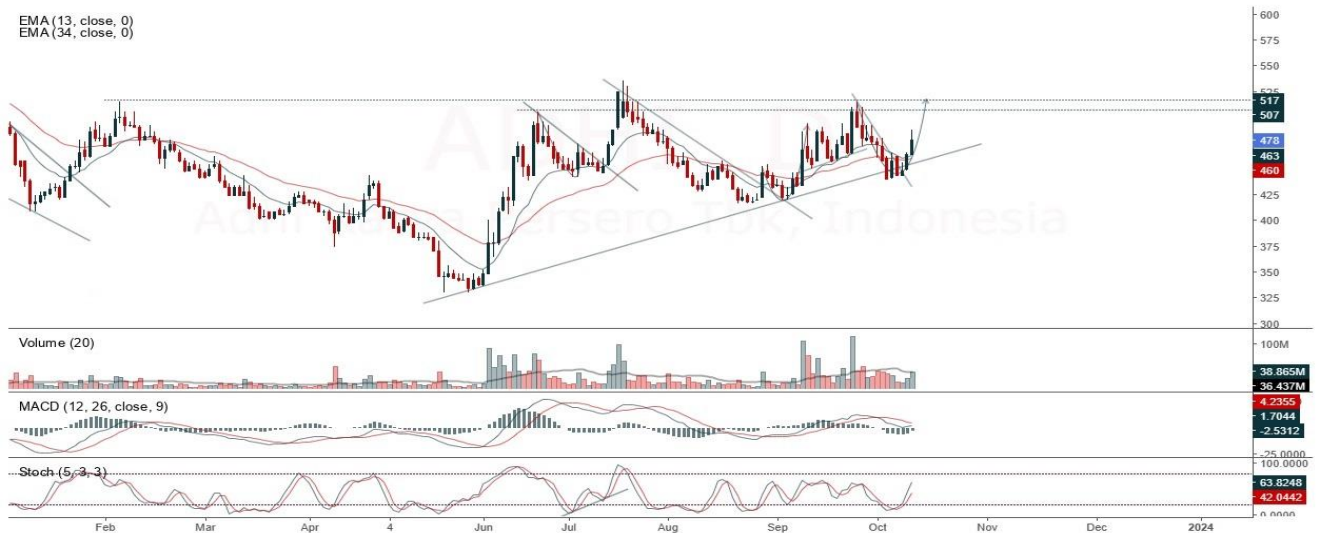 EMA (13, close, 0)
EMA (34, close, 0)
600
575
550
525
517
507
478
463
460
425
400
375
350
325
300
Persero Tbk, Indonesia
Volume (20)
100M
38.865M
36.437M
MACD (12, 26, close, 9)
4.2355
1.7044
-2.5312
-25.0000
Stoch (5, 3, 3)
100.0000
63.8248
42.0442
0.0000
Feb Mar Apr 4 Jun Jul Aug Sep Oct Nov Dec 2024